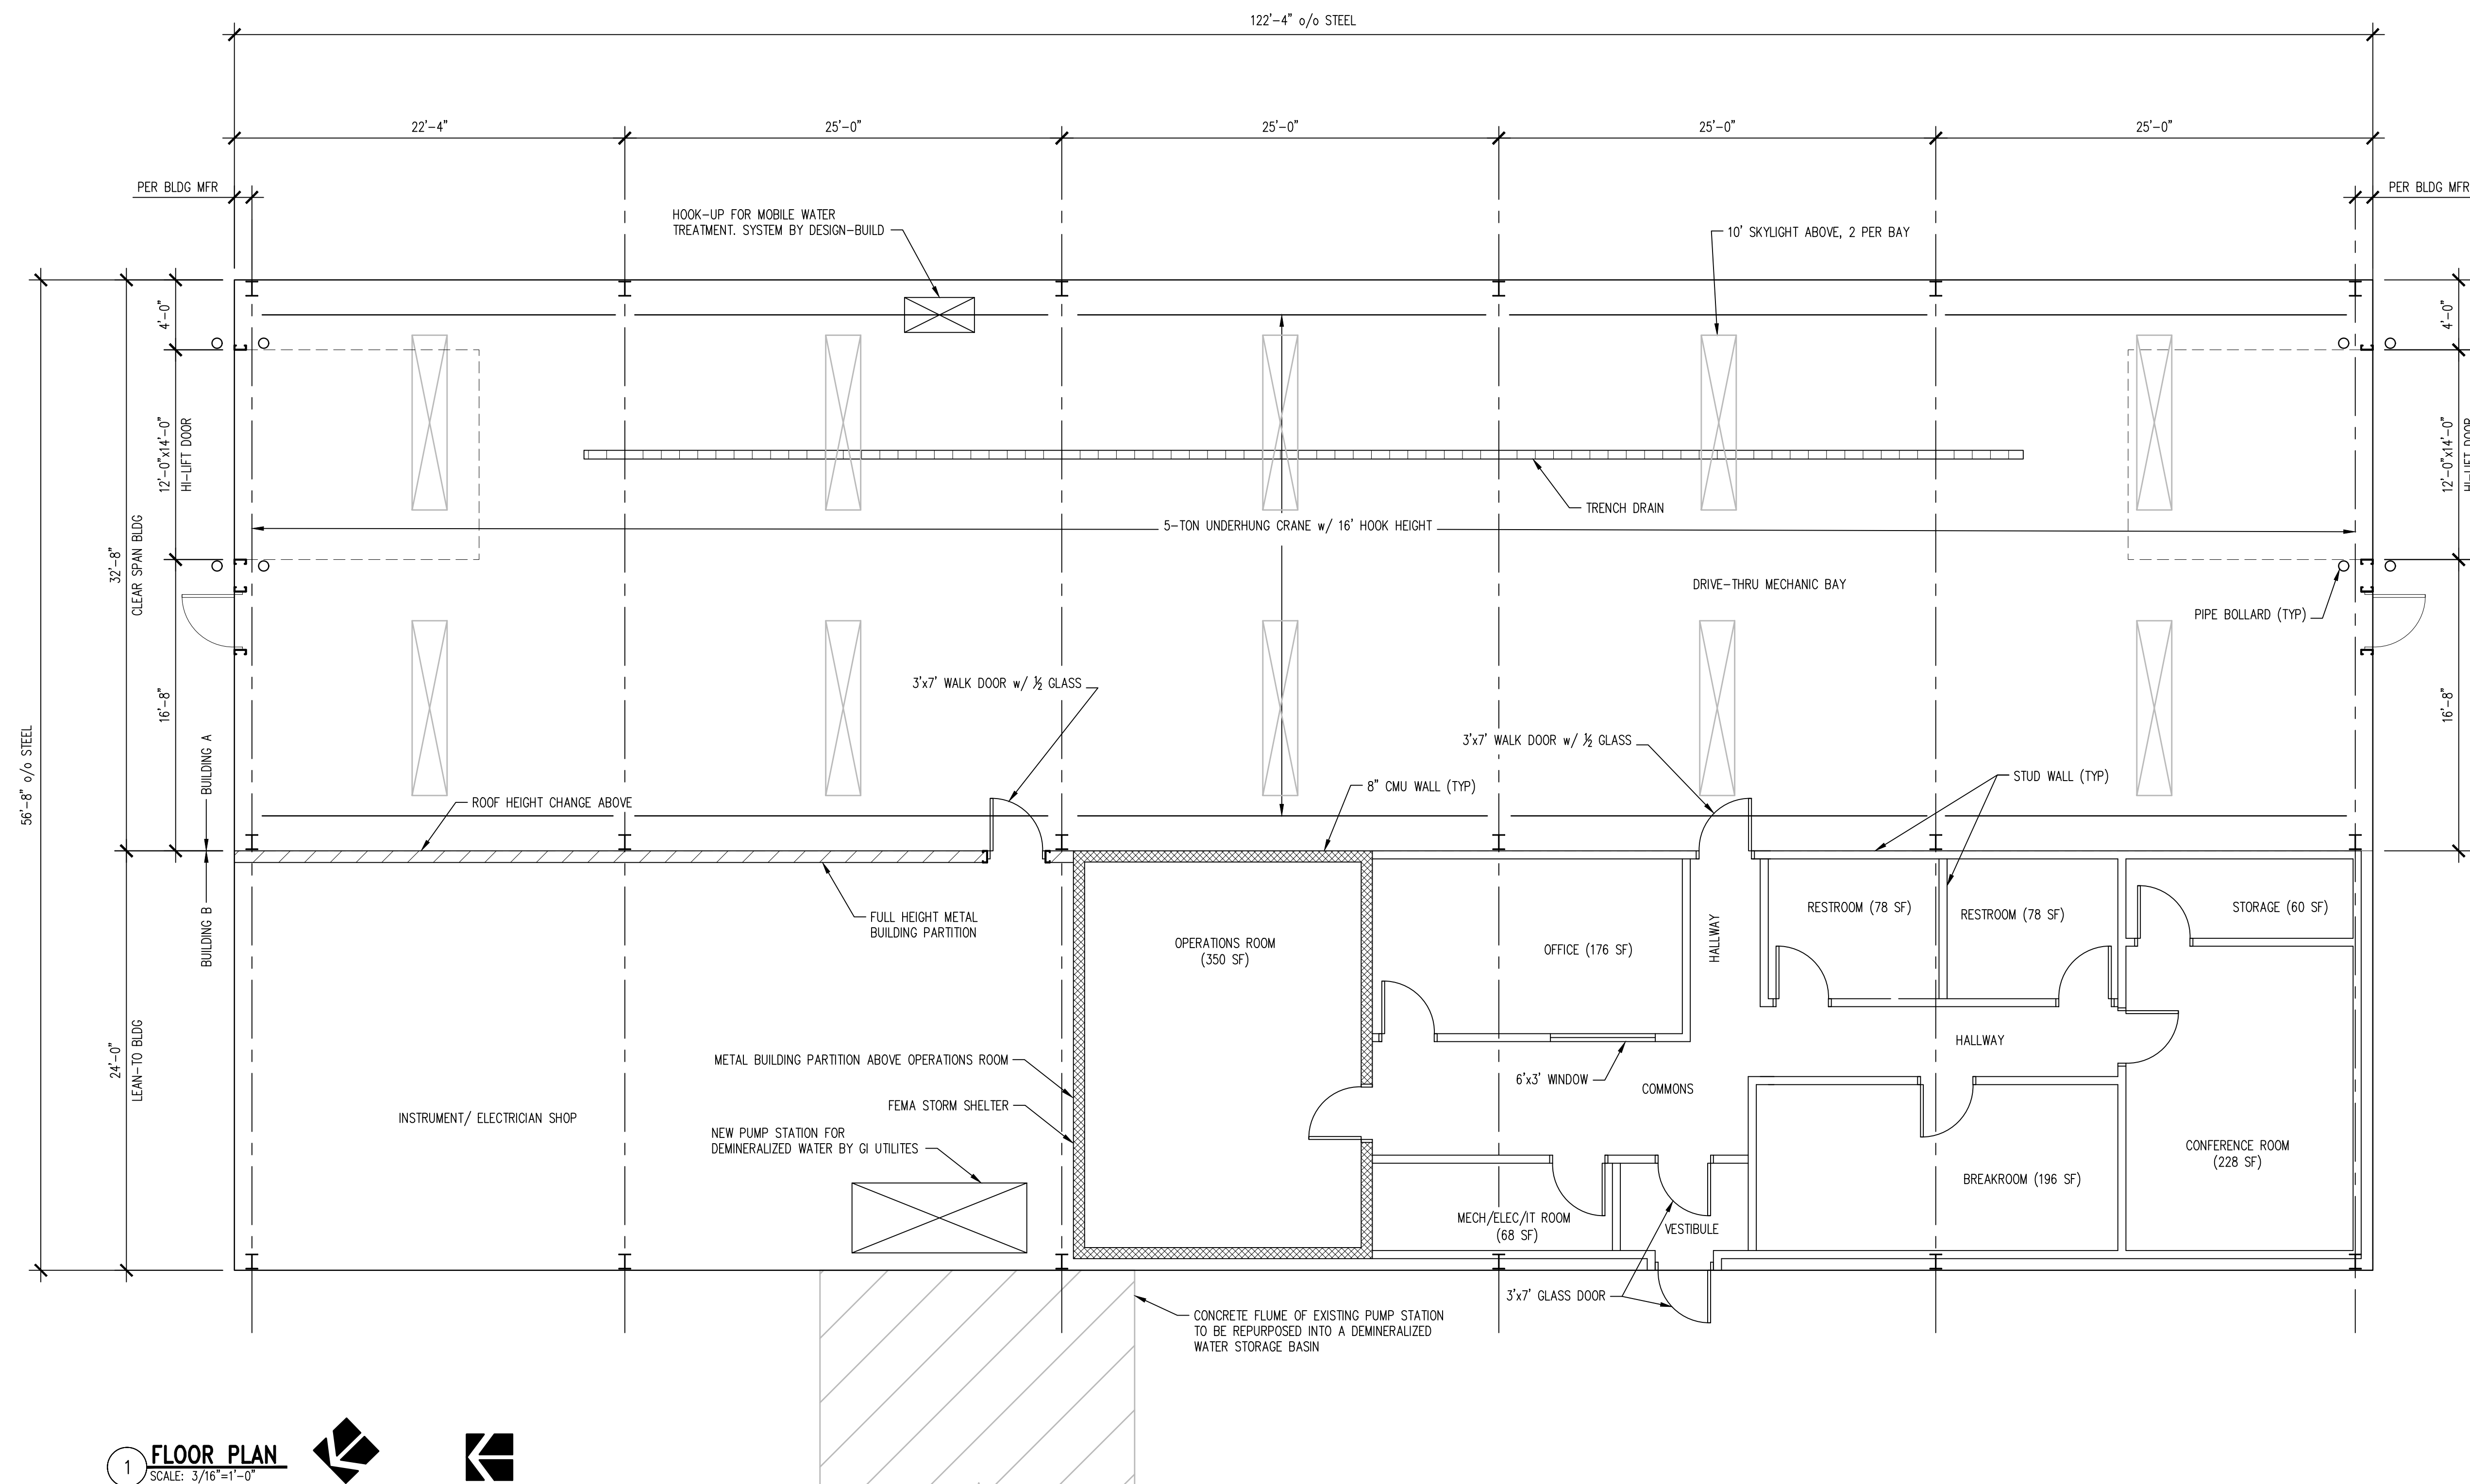 122'-4" o/o STEEL
22'-4"
25'-0"
25'-0"
25'-0"
25'-0"
PER BLDG MFR
PER BLDG MFR
HOOK-UP FOR MOBILE WATER
TREATMENT. SYSTEM BY DESIGN-BUILD
10' SKYLIGHT ABOVE, 2 PER BAY
4'-0"
4'-0"
12'-0"x14'-0"
HI-LIFT DOOR
12'-0"x14'-0"
HI-LIFT DOOR
TRENCH DRAIN
5-TON UNDERHUNG CRANE w/ 16' HOOK HEIGHT
32'-8"
CLEAR SPAN BLDG
DRIVE-THRU MECHANIC BAY
PIPE BOLLARD (TYP)
3'x7' WALK DOOR w/ ½ GLASS
16'-8"
16'-8"
3'x7' WALK DOOR w/ ½ GLASS
56'-8" o/o STEEL
BUILDING A
STUD WALL (TYP)
8" CMU WALL (TYP)
ROOF HEIGHT CHANGE ABOVE
BUILDING B
FULL HEIGHT METAL
BUILDING PARTITION
RESTROOM (78 SF)
RESTROOM (78 SF)
STORAGE (60 SF)
OPERATIONS ROOM
(350 SF)
OFFICE (176 SF)
HALLWAY
24'-0"
LEAN-TO BLDG
HALLWAY
METAL BUILDING PARTITION ABOVE OPERATIONS ROOM
6'x3' WINDOW
COMMONS
FEMA STORM SHELTER
INSTRUMENT/ ELECTRICIAN SHOP
NEW PUMP STATION FOR
DEMINERALIZED WATER BY GI UTILITES
CONFERENCE ROOM
(228 SF)
BREAKROOM (196 SF)
MECH/ELEC/IT ROOM
(68 SF)
VESTIBULE
3'x7' GLASS DOOR
CONCRETE FLUME OF EXISTING PUMP STATION
TO BE REPURPOSED INTO A DEMINERALIZED
WATER STORAGE BASIN
1
FLOOR PLAN
SCALE: 3/16"=1'-0"